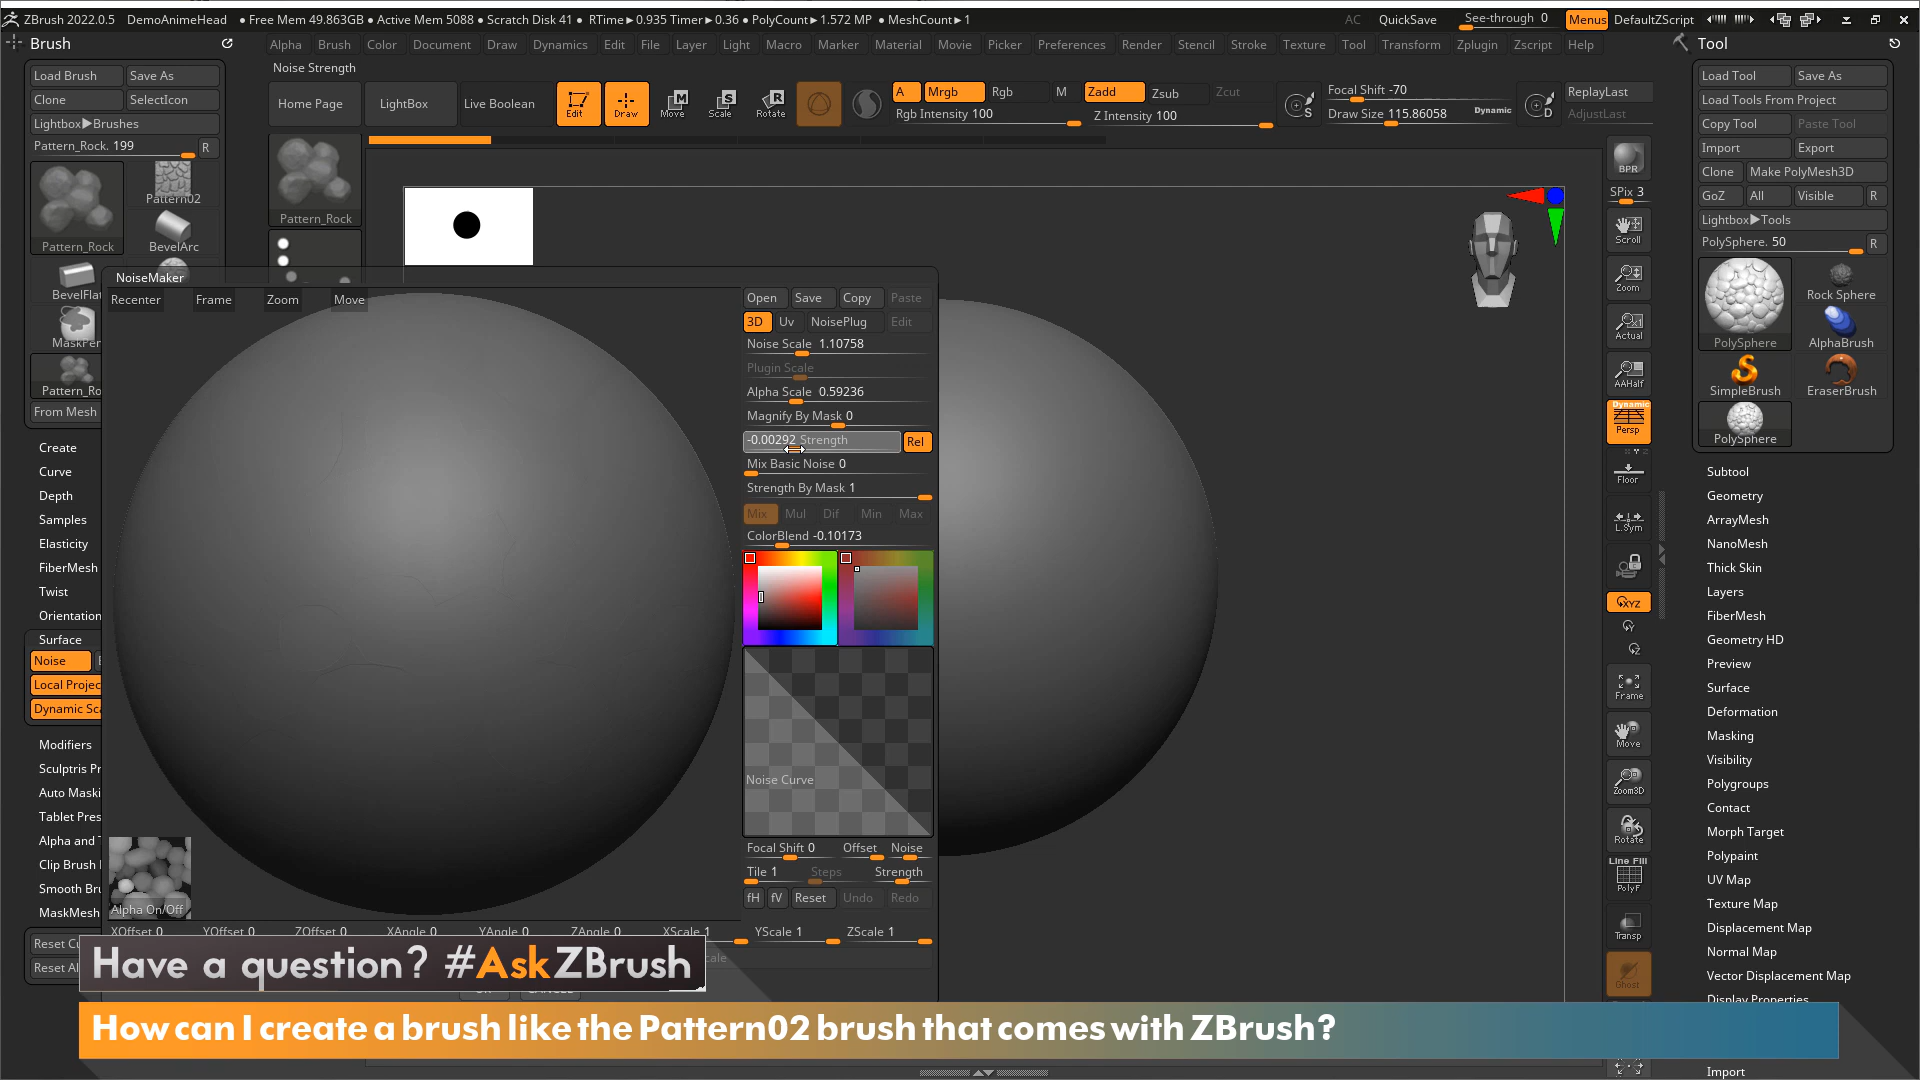 ZBrush 2022.0.5 DemoAnimeHead ● Free Mem 49.863GB ● Active Mem 5088 ● Scratch Disk 41 ● RTime▶0.935 Timer▶0.36 ● PolyCount▶1.572 MP ● MeshCount▶1 AC QuickSave See-through 0 Menus DefaultZScript
Brush
Alpha Brush Color Document Draw Dynamics Edit File Layer Light Macro Marker Material Movie Picker Preferences Render Stencil Stroke Texture Tool Transform Zplugin Zscript Help
Tool
Noise Strength
Load Brush Save As
Clone SelectIcon
Lightbox▶Brushes
Pattern_Rock. 199 R
Pattern_Rock
Pattern02
BevelArc
BevelFlat
MaskPer
Pattern_Ro
From Mesh
Create
Curve
Depth
Samples
Elasticity
FiberMesh
Twist
Orientation
Surface
Noise
Local Projec
Dynamic Sca
Modifiers
Sculptris Pr
Auto Maski
Tablet Pres
Alpha and T
Clip Brush
Smooth Bru
MaskMesh
Reset Cu
Reset Al
Home Page LightBox Live Boolean Edit Draw Move Scale Rotate
A Mrgb Rgb M Zadd Zsub Zcut
Rgb Intensity 100 Z Intensity 100
S
Focal Shift -70
Draw Size 115.86058 Dynamic
D
ReplayLast
AdjustLast
Pattern_Rock
NoiseMaker
Recenter Frame Zoom Move
Open Save Copy Paste
3D Uv NoisePlug Edit
Noise Scale 1.10758
Plugin Scale
Alpha Scale 0.59236
Magnify By Mask 0
-0.00292 Strength Rel
Mix Basic Noise 0
Strength By Mask 1
Mix Mul Dif Min Max
ColorBlend -0.10173
Noise Curve
Focal Shift 0 Offset Noise
Tile 1 Steps Strength
fH fV Reset Undo Redo
Alpha On/Off
XOffset 0 YOffset 0 ZOffset 0 XAngle 0 YAngle 0 ZAngle 0 XScale 1 YScale 1 ZScale 1
BPR
SPix 3
Scroll
Zoom
Actual
AAHalf
Dynamic
Persp
Floor
L.Sym
XYZ
Frame
Move
Zoom3D
Rotate
Line Fill
PolyF
Transp
Ghost
Load Tool Save As
Load Tools From Project
Copy Tool Paste Tool
Import Export
Clone Make PolyMesh3D
GoZ All Visible R
Lightbox▶Tools
PolySphere. 50 R
PolySphere
Rock Sphere
AlphaBrush
SimpleBrush
EraserBrush
PolySphere
Subtool
Geometry
ArrayMesh
NanoMesh
Thick Skin
Layers
FiberMesh
Geometry HD
Preview
Surface
Deformation
Masking
Visibility
Polygroups
Contact
Morph Target
Polypaint
UV Map
Texture Map
Displacement Map
Normal Map
Vector Displacement Map
Display Properties
Import
Have a question? #AskZBrush
How can I create a brush like the Pattern02 brush that comes with ZBrush?